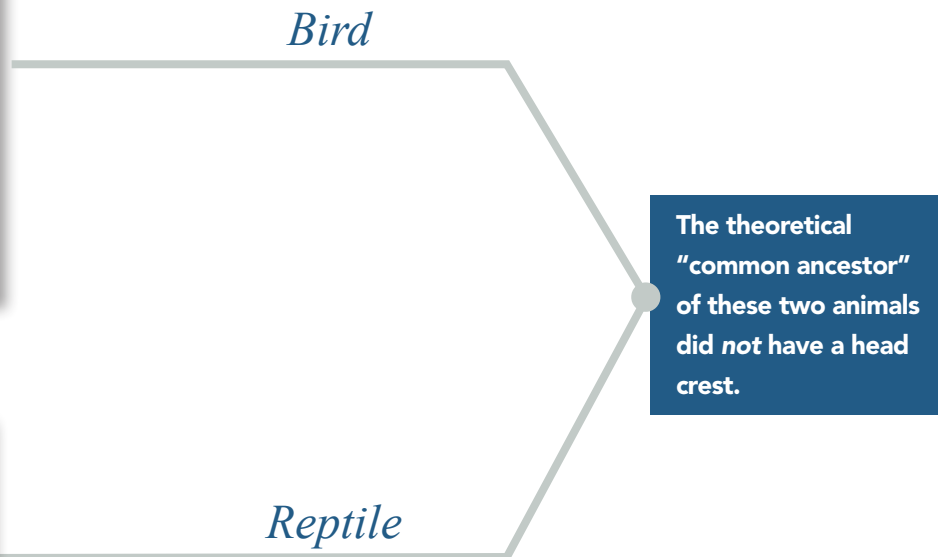 Bird
The theoretical
“common ancestor”
of these two animals
did not have a head
crest.
Reptile